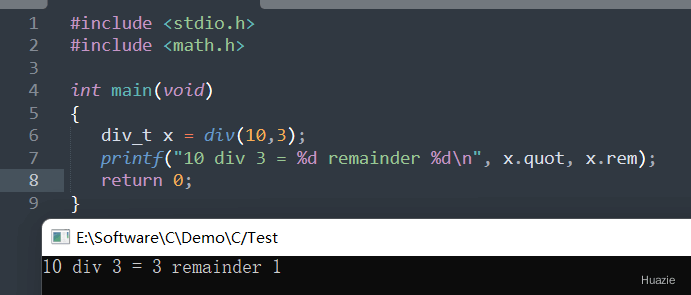 1 #include <stdio.h>
2 #include <math.h>
3
4 int main(void)
5 {
6 div_t x = div(10,3);
7 printf("10 div 3 = %d remainder %d\n", x.quot, x.rem);
8 return 0;
9 }
E:\Software\C\Demo\C/Test
10 div 3 = 3 remainder 1
Huazie